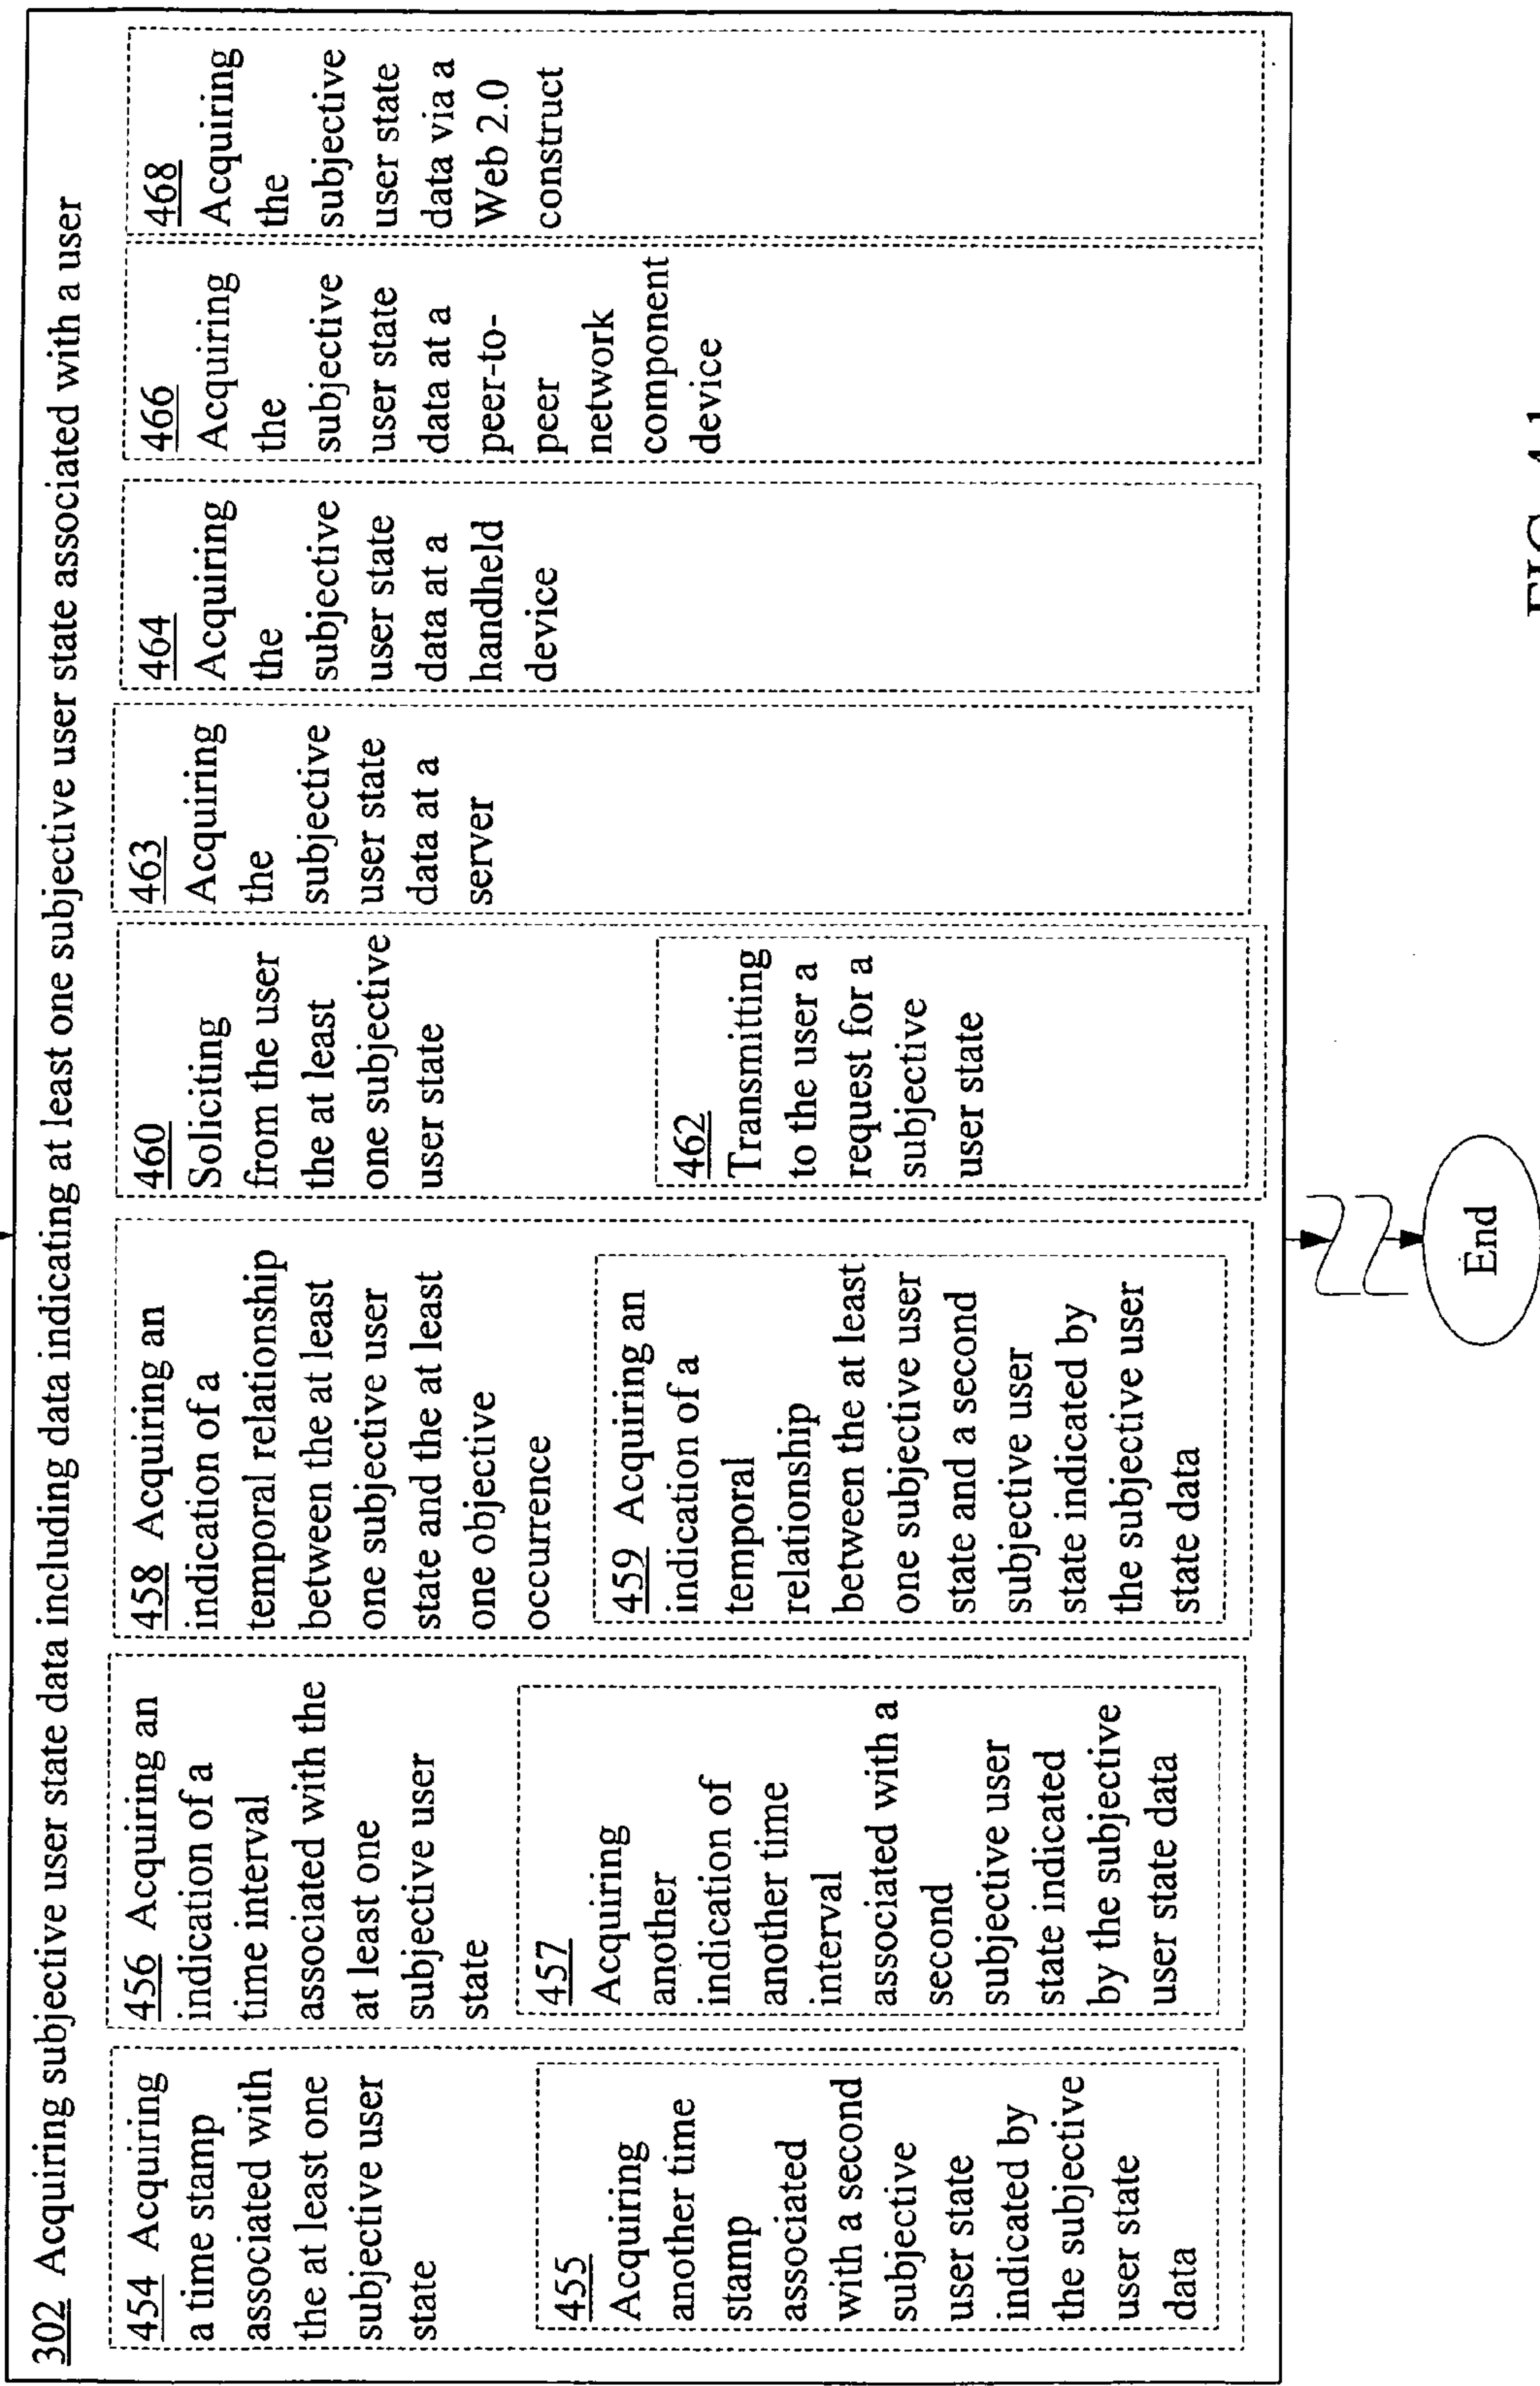 302 Acquiring subjective user state data including data indicating at least one subjective user state associated with a user
454 Acquiring
a time stamp
associated with
the at least one
subjective user
state
455
Acquiring
another time
stamp
associated
with a second
subjective
user state
indicated by
the subjective
user state
data
456 Acquiring an
indication of a
time interval
associated with the
at least one
subjective user
state
457
Acquiring
another
indication of
another time
interval
associated with a
second
subjective user
state indicated
by the subjective
user state data
458 Acquiring an
indication of a
temporal relationship
between the at least
one subjective user
state and the at least
one objective
occurrence
459 Acquiring an
indication of a
temporal
relationship
between the at least
one subjective user
state and a second
subjective user
state indicated by
the subjective user
state data
460
Soliciting
from the user
the at least
one subjective
user state
462
Transmitting
to the user a
request for a
subjective
user state
463
Acquiring
the
subjective
user state
data at a
server
464
Acquiring
the
subjective
user state
data at a
handheld
device
466
Acquiring
the
subjective
user state
data at a
peer-to-
peer
network
component
device
468
Acquiring
the
subjective
user state
data via a
Web 2.0
construct
End